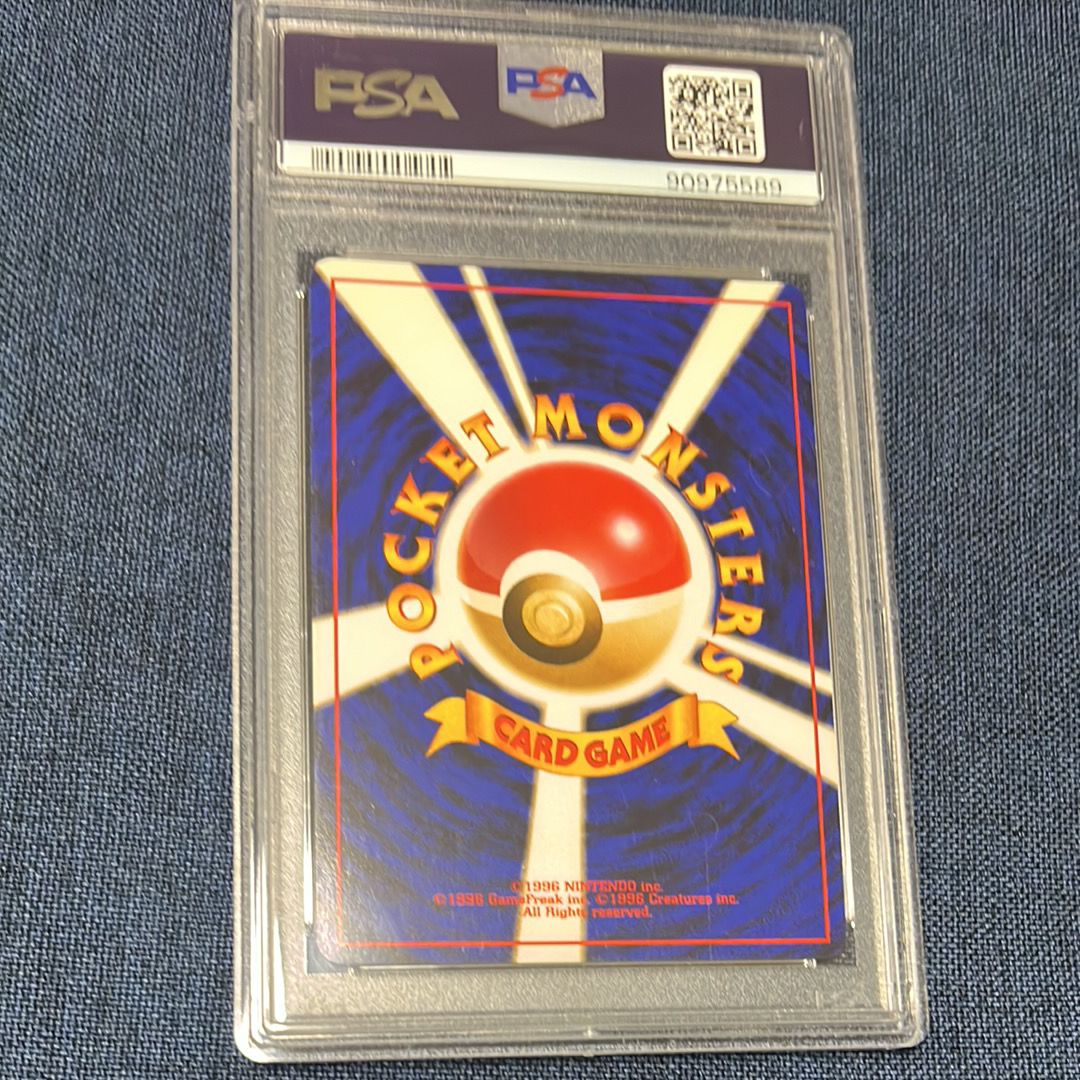 PSA
PSA
90975589
POCKET MONSTERS
CARD GAME
©1996 NINTENDO inc.
©1996 GameFreak inc. ©1996 Creatures inc.
All Rights reserved.